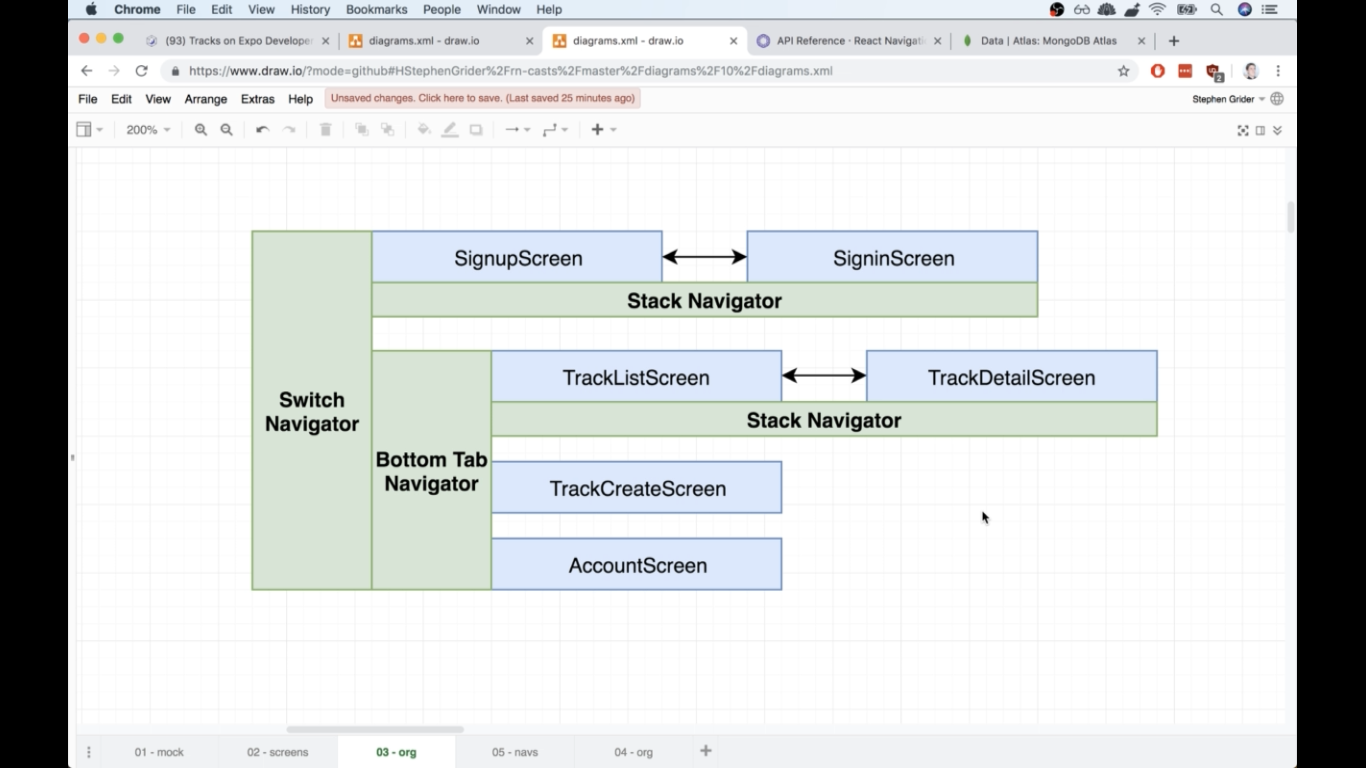 Chrome File Edit View History Bookmarks People Window Help
(93) Tracks on Expo Developer
diagrams.xml - draw.io
diagrams.xml - draw.io
API Reference · React Navigati
Data | Atlas: MongoDB Atlas
https://www.draw.io/?mode=github#HStephenGrider%2Frn-casts%2Fmaster%2Fdiagrams%2F10%2Fdiagrams.xml
2
File Edit View Arrange Extras Help Unsaved changes. Click here to save. (Last saved 25 minutes ago) Stephen Grider
200%
SignupScreen
SigninScreen
Stack Navigator
Switch
Navigator
Bottom Tab
Navigator
TrackListScreen
TrackDetailScreen
Stack Navigator
TrackCreateScreen
AccountScreen
01 - mock 02 - screens 03 - org 05 - navs 04 - org